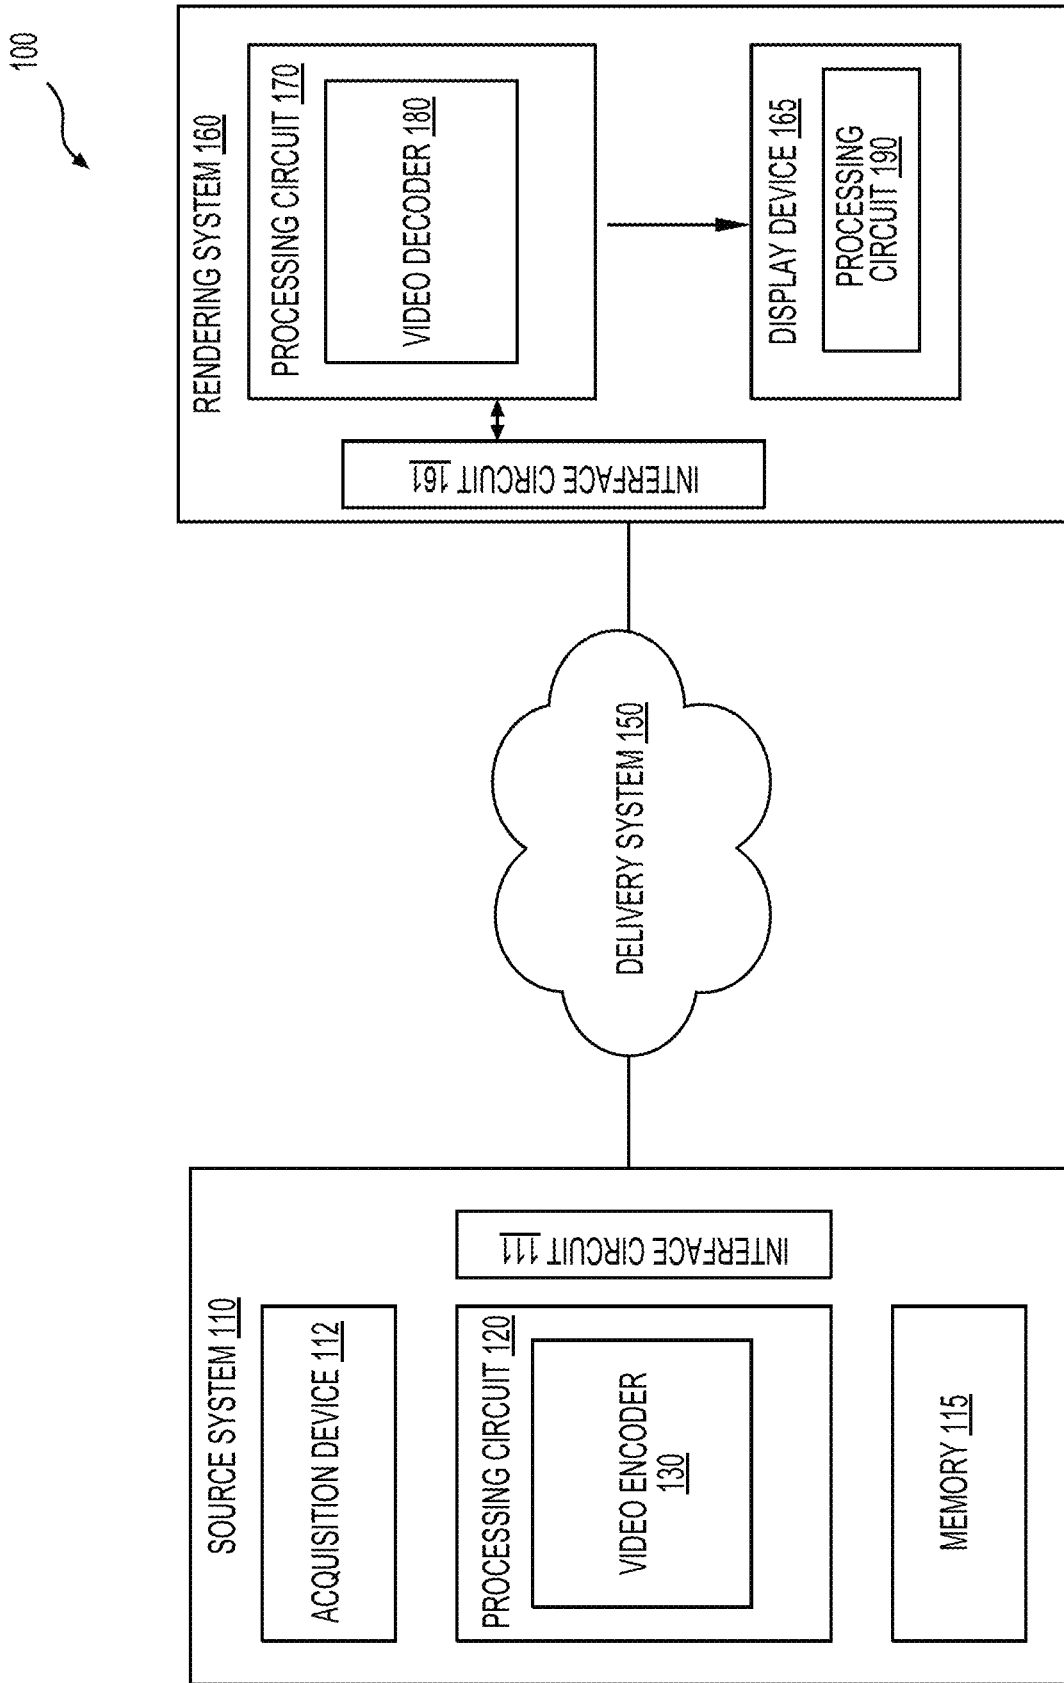 100
SOURCE SYSTEM 110
ACQUISITION DEVICE 112
PROCESSING CIRCUIT 120
VIDEO ENCODER
130
MEMORY 115
INTERFACE CIRCUIT 111
DELIVERY SYSTEM 150
RENDERING SYSTEM 160
INTERFACE CIRCUIT 161
PROCESSING CIRCUIT 170
VIDEO DECODER 180
DISPLAY DEVICE 165
PROCESSING
CIRCUIT 190